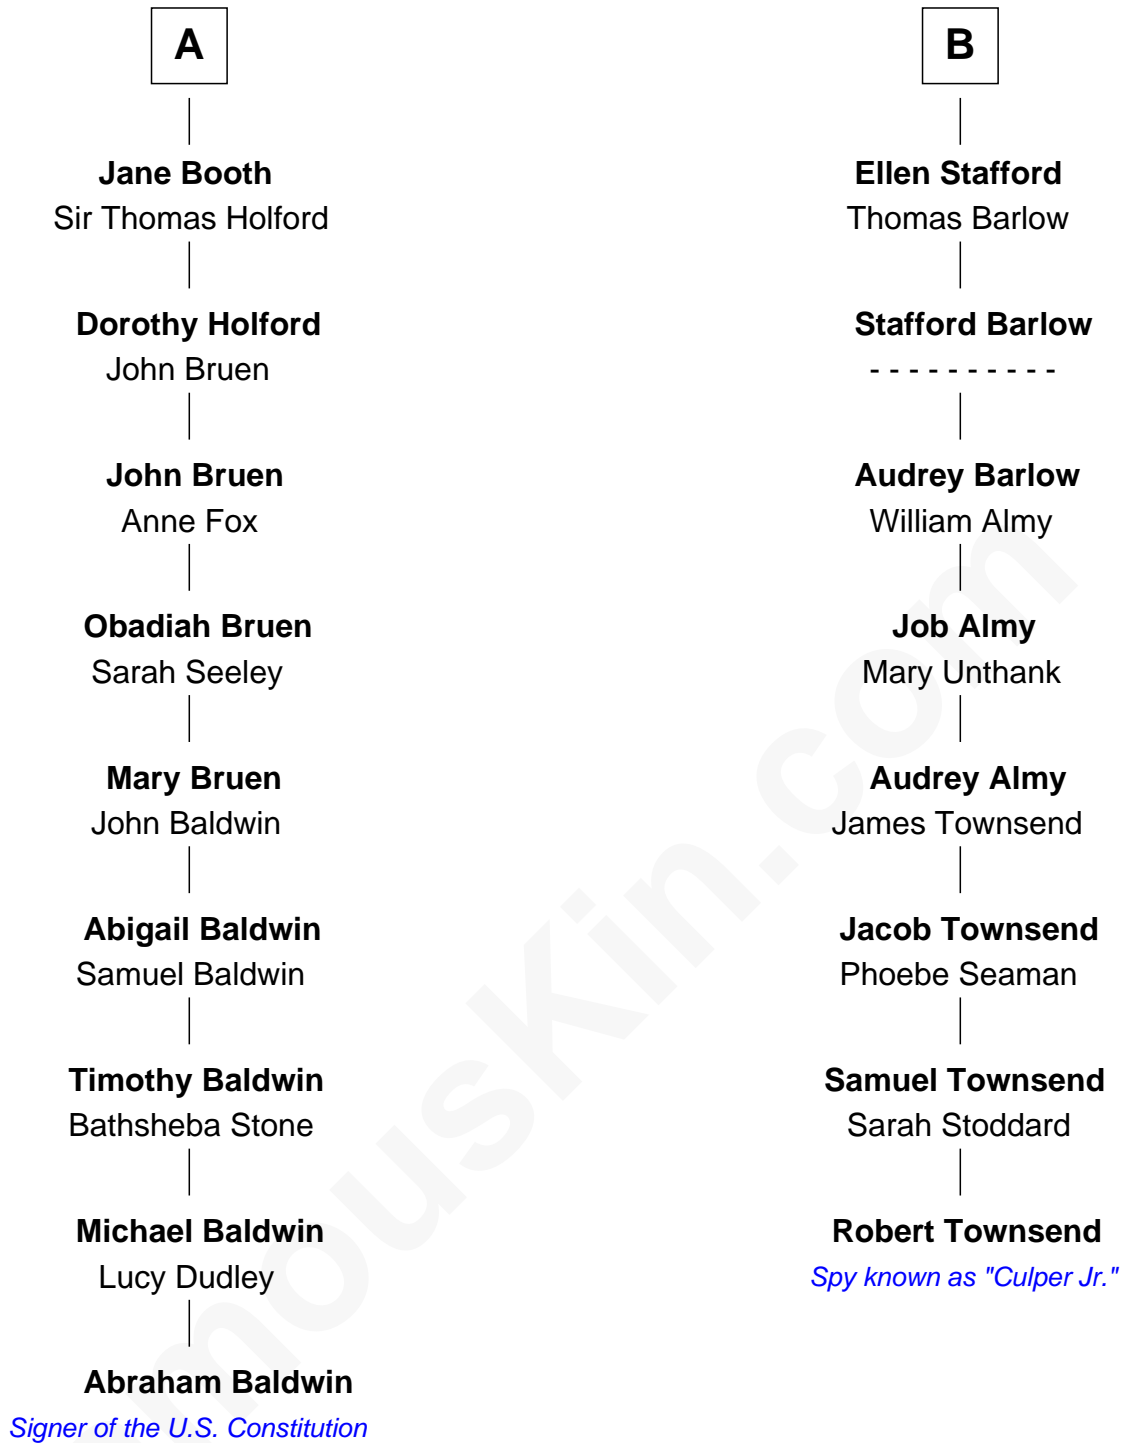 A
Jane Booth
Sir Thomas Holford
Dorothy Holford
John Bruen
John Bruen
Anne Fox
Obadiah Bruen
Sarah Seeley
Mary Bruen
John Baldwin
Abigail Baldwin
Samuel Baldwin
Timothy Baldwin
Bathsheba Stone
Michael Baldwin
Lucy Dudley
Abraham Baldwin
Signer of the U.S. Constitution
B
Ellen Stafford
Thomas Barlow
Stafford Barlow
- - - - - - - - - -
Audrey Barlow
William Almy
Job Almy
Mary Unthank
Audrey Almy
James Townsend
Jacob Townsend
Phoebe Seaman
Samuel Townsend
Sarah Stoddard
Robert Townsend
Spy known as "Culper Jr."
mouskin.com